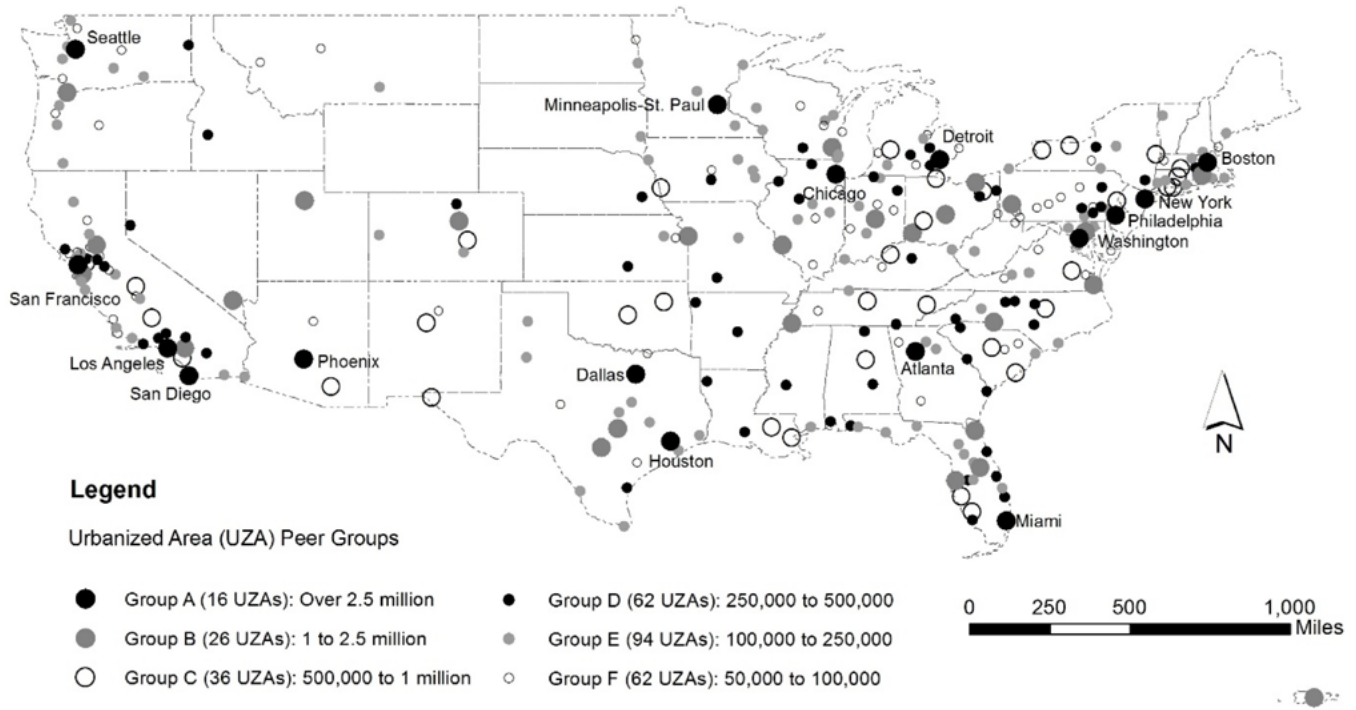 Seattle
Minneapolis-St. Paul
Detroit
Boston
Chicago
New York
Philadelphia
Washington
San Francisco
Los Angeles
Phoenix
San Diego
Dallas
Atlanta
Houston
Miami
N
Legend
Urbanized Area (UZA) Peer Groups
Group A (16 UZAs): Over 2.5 million
Group B (26 UZAs): 1 to 2.5 million
Group C (36 UZAs): 500,000 to 1 million
Group D (62 UZAs): 250,000 to 500,000
Group E (94 UZAs): 100,000 to 250,000
Group F (62 UZAs): 50,000 to 100,000
0 250 500 1,000
Miles